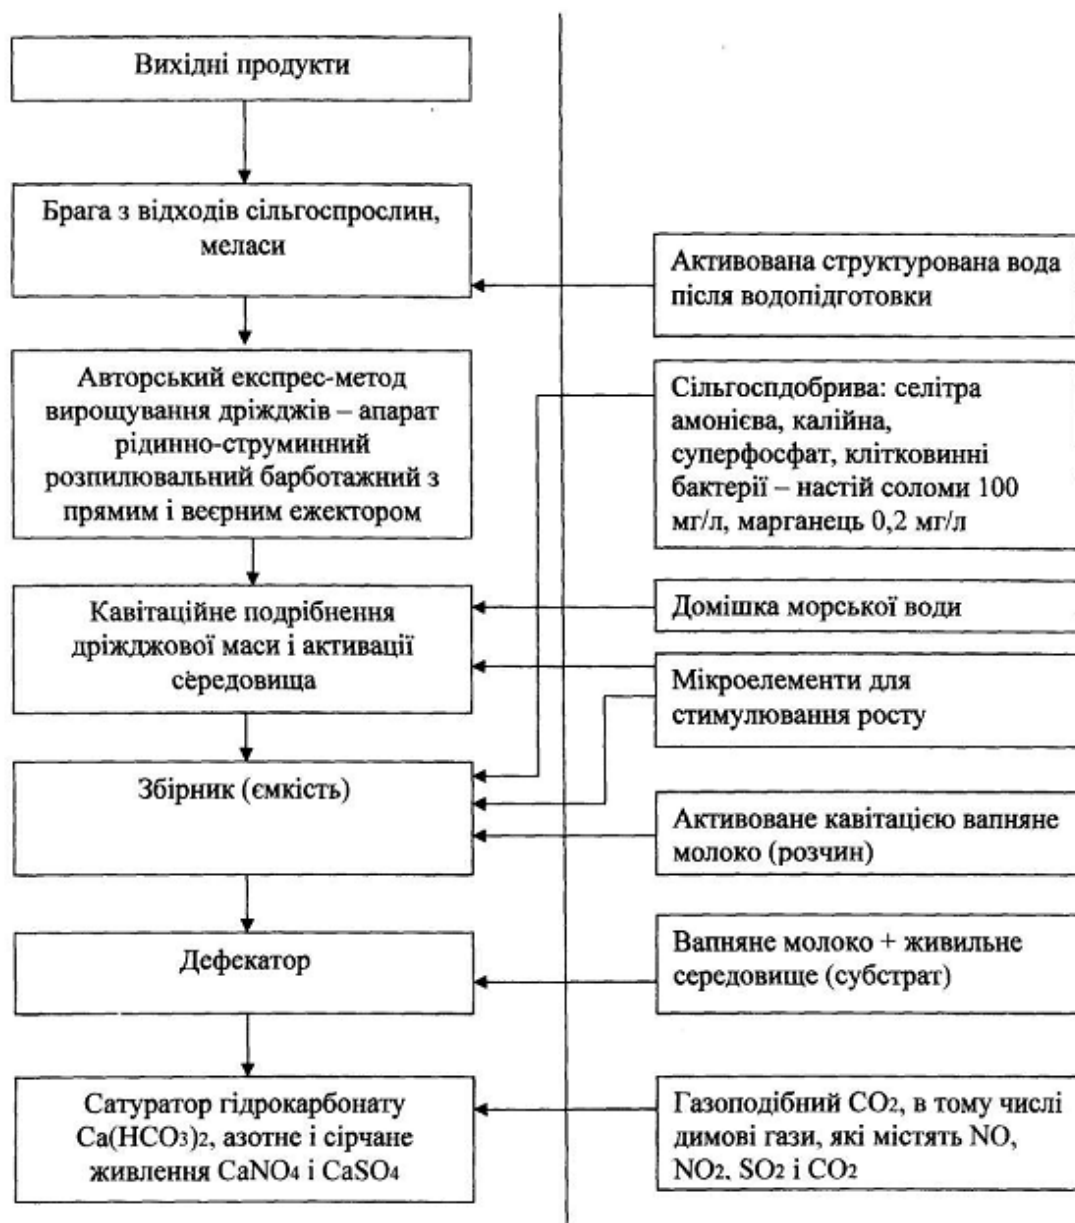 Вихідні продукти
Брага з відходів сільгоспрослин,
меласи
Авторський експрес-метод
вирощування дріжджів – апарат
рідинно-струминний
розпилювальний барботажний з
прямим і веєрним ежектором
Кавітаційне подрібнення
дріжджової маси і активації
середовища
Збірник (ємкість)
Дефекатор
Сатуратор гідрокарбонату
Ca(HCO3)2, азотне і сірчане
живлення CaNO4 і CaSO4
Активована структурована вода
після водопідготовки
Сільгоспдобрива: селітра
амонієва, калійна,
суперфосфат, клітковинні
бактерії – настій соломи 100
мг/л, марганець 0,2 мг/л
Домішка морської води
Мікроелементи для
стимулювання росту
Активоване кавітацією вапняне
молоко (розчин)
Вапняне молоко + живильне
середовище (субстрат)
Газоподібний CO2, в тому числі
димові гази, які містять NO,
NO2, SO2 і CO2